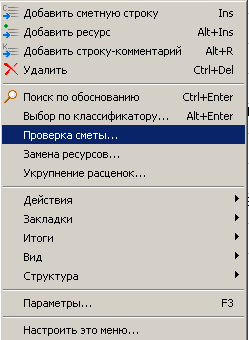 Добавить сметную строку Ins
Добавить ресурс Alt+Ins
Добавить строку-комментарий Alt+R
Удалить Ctrl+Del
Поиск по обоснованию Ctrl+Enter
Выбор по классификатору... Alt+Enter
Проверка сметы...
Замена ресурсов...
Укрупнение расценок...
Действия
Закладки
Итоги
Вид
Структура
Параметры... F3
Настроить это меню...